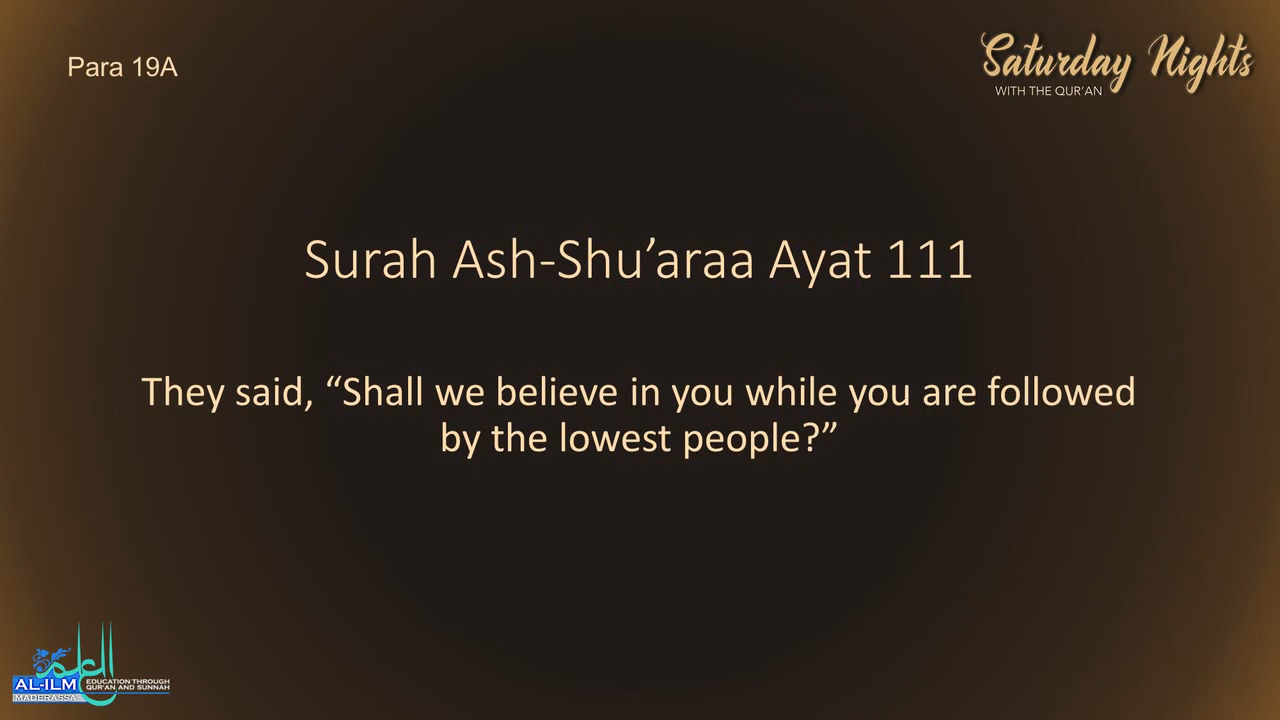 Para 19A
Saturday Nights
WITH THE QUR'AN
Surah Ash-Shu’araa Ayat 111
They said, “Shall we believe in you while you are followed
by the lowest people?”
العلم
AL-ILM
MADERASSA
EDUCATION THROUGH
QUR'AN AND SUNNAH